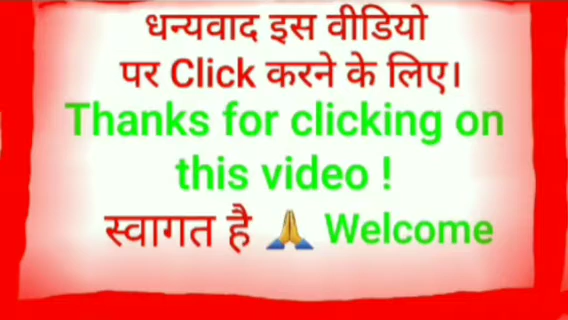 धन्यवाद इस वीडियो
पर Click करने के लिए।
Thanks for clicking on
this video !
स्वागत है 🙏 Welcome